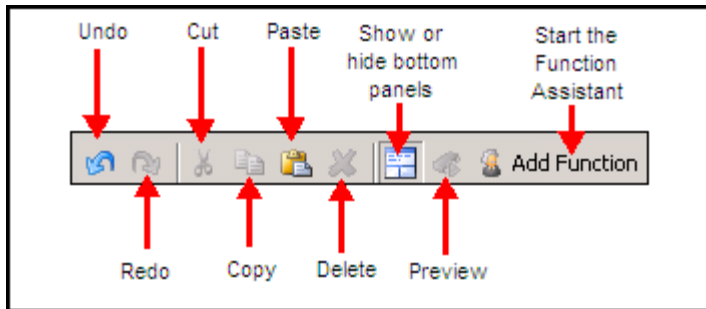 Undo
Cut
Paste
Show or
hide bottom
panels
Start the
Function
Assistant
Add Function
Redo
Copy
Delete
Preview